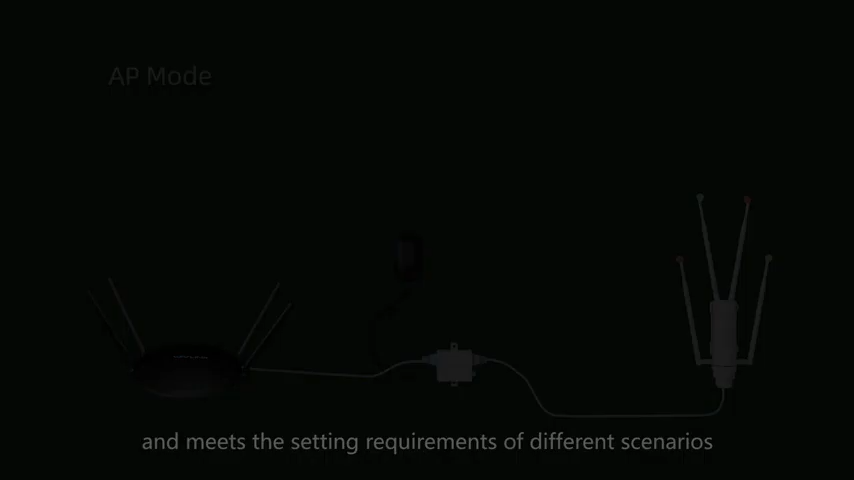 AP Mode
and meets the setting requirements of different scenarios